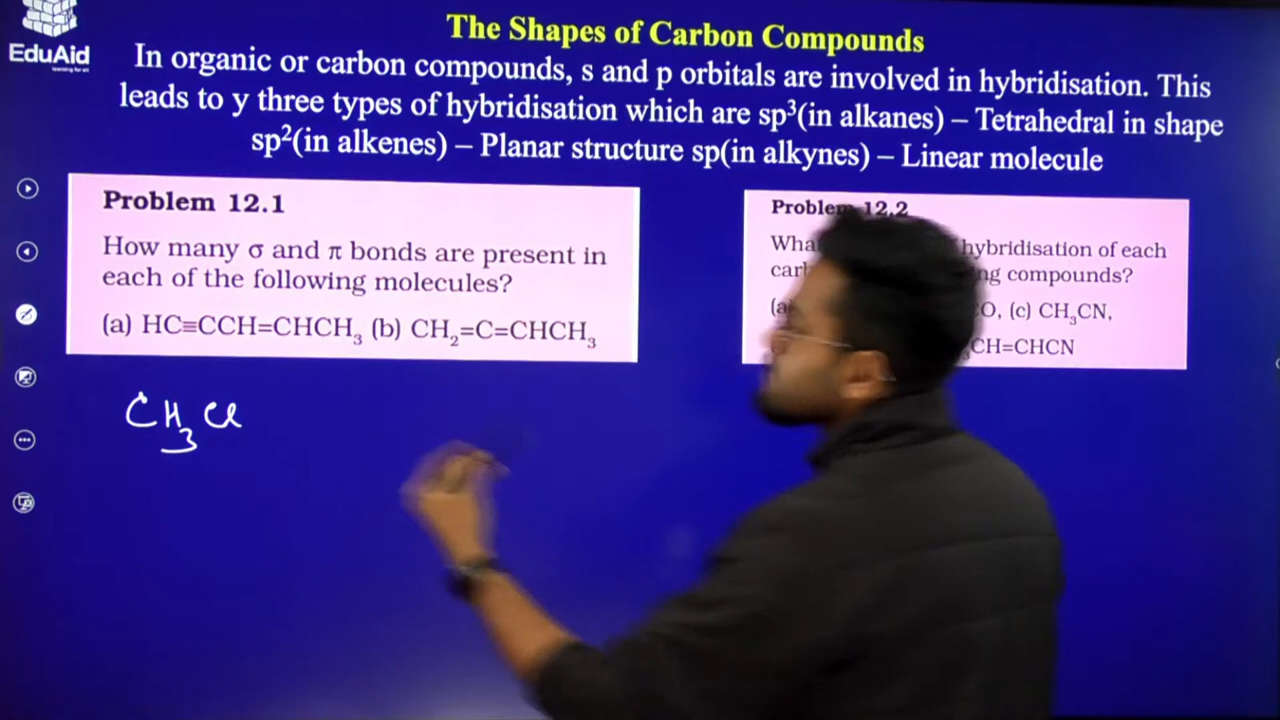 EduAid
The Shapes of Carbon Compounds
In organic or carbon compounds, s and p orbitals are involved in hybridisation. This
leads to y three types of hybridisation which are sp³(in alkanes) – Tetrahedral in shape
sp²(in alkenes) – Planar structure sp(in alkynes) – Linear molecule
Problem 12.1
How many σ and π bonds are present in
each of the following molecules?
(a) HC≡CCH=CHCH₃ (b) CH₂=C=CHCH₃
12.2
hybridisation of each
compounds?
(c) CH₃CN,
CH=CHCN
CH₃Cl